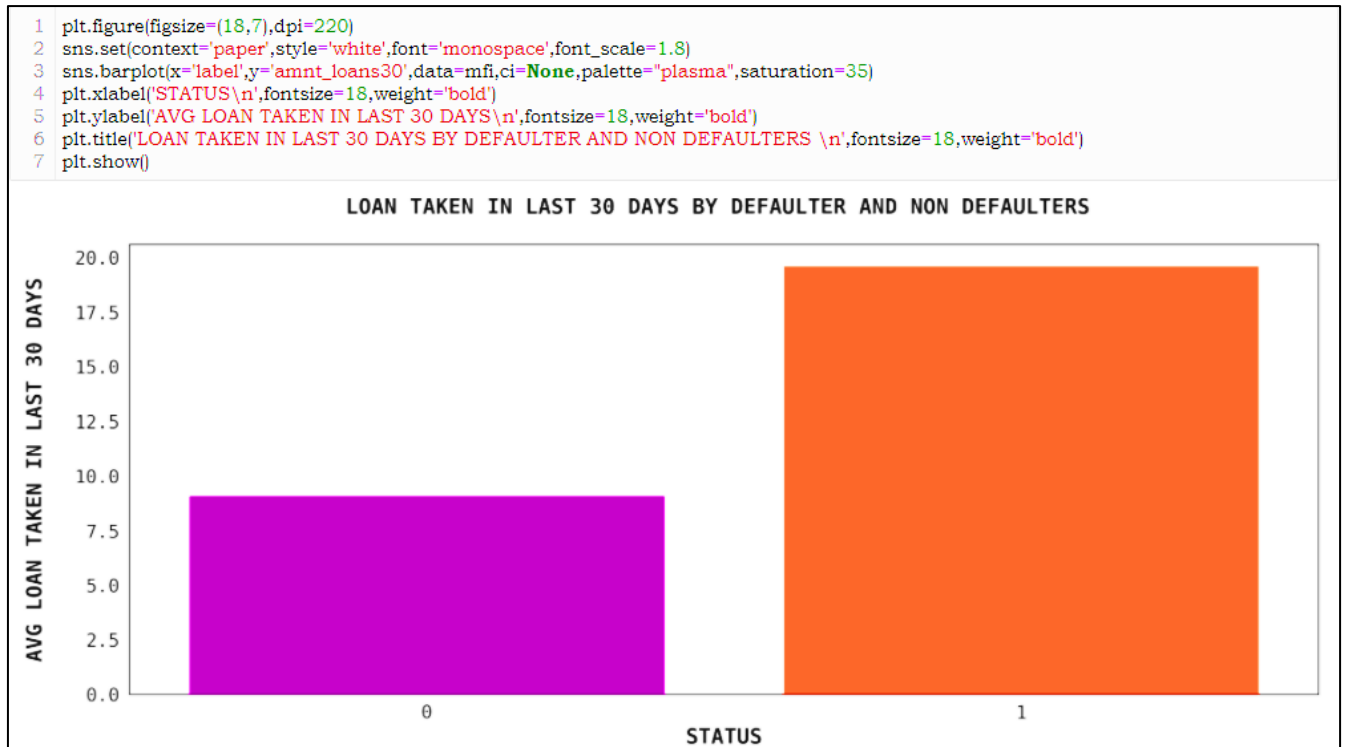 1 plt.figure(figsize=(18,7),dpi=220)
2 sns.set(context='paper',style='white',font='monospace',font_scale=1.8)
3 sns.barplot(x='label',y='amnt_loans30',data=mfi,ci=None,palette="plasma",saturation=35)
4 plt.xlabel('STATUS\n',fontsize=18,weight='bold')
5 plt.ylabel('AVG LOAN TAKEN IN LAST 30 DAYS\n',fontsize=18,weight='bold')
6 plt.title('LOAN TAKEN IN LAST 30 DAYS BY DEFAULTER AND NON DEFAULTERS \n',fontsize=18,weight='bold')
7 plt.show()
LOAN TAKEN IN LAST 30 DAYS BY DEFAULTER AND NON DEFAULTERS
AVG LOAN TAKEN IN LAST 30 DAYS
20.0
17.5
15.0
12.5
10.0
7.5
5.0
2.5
0.0
0 1
STATUS